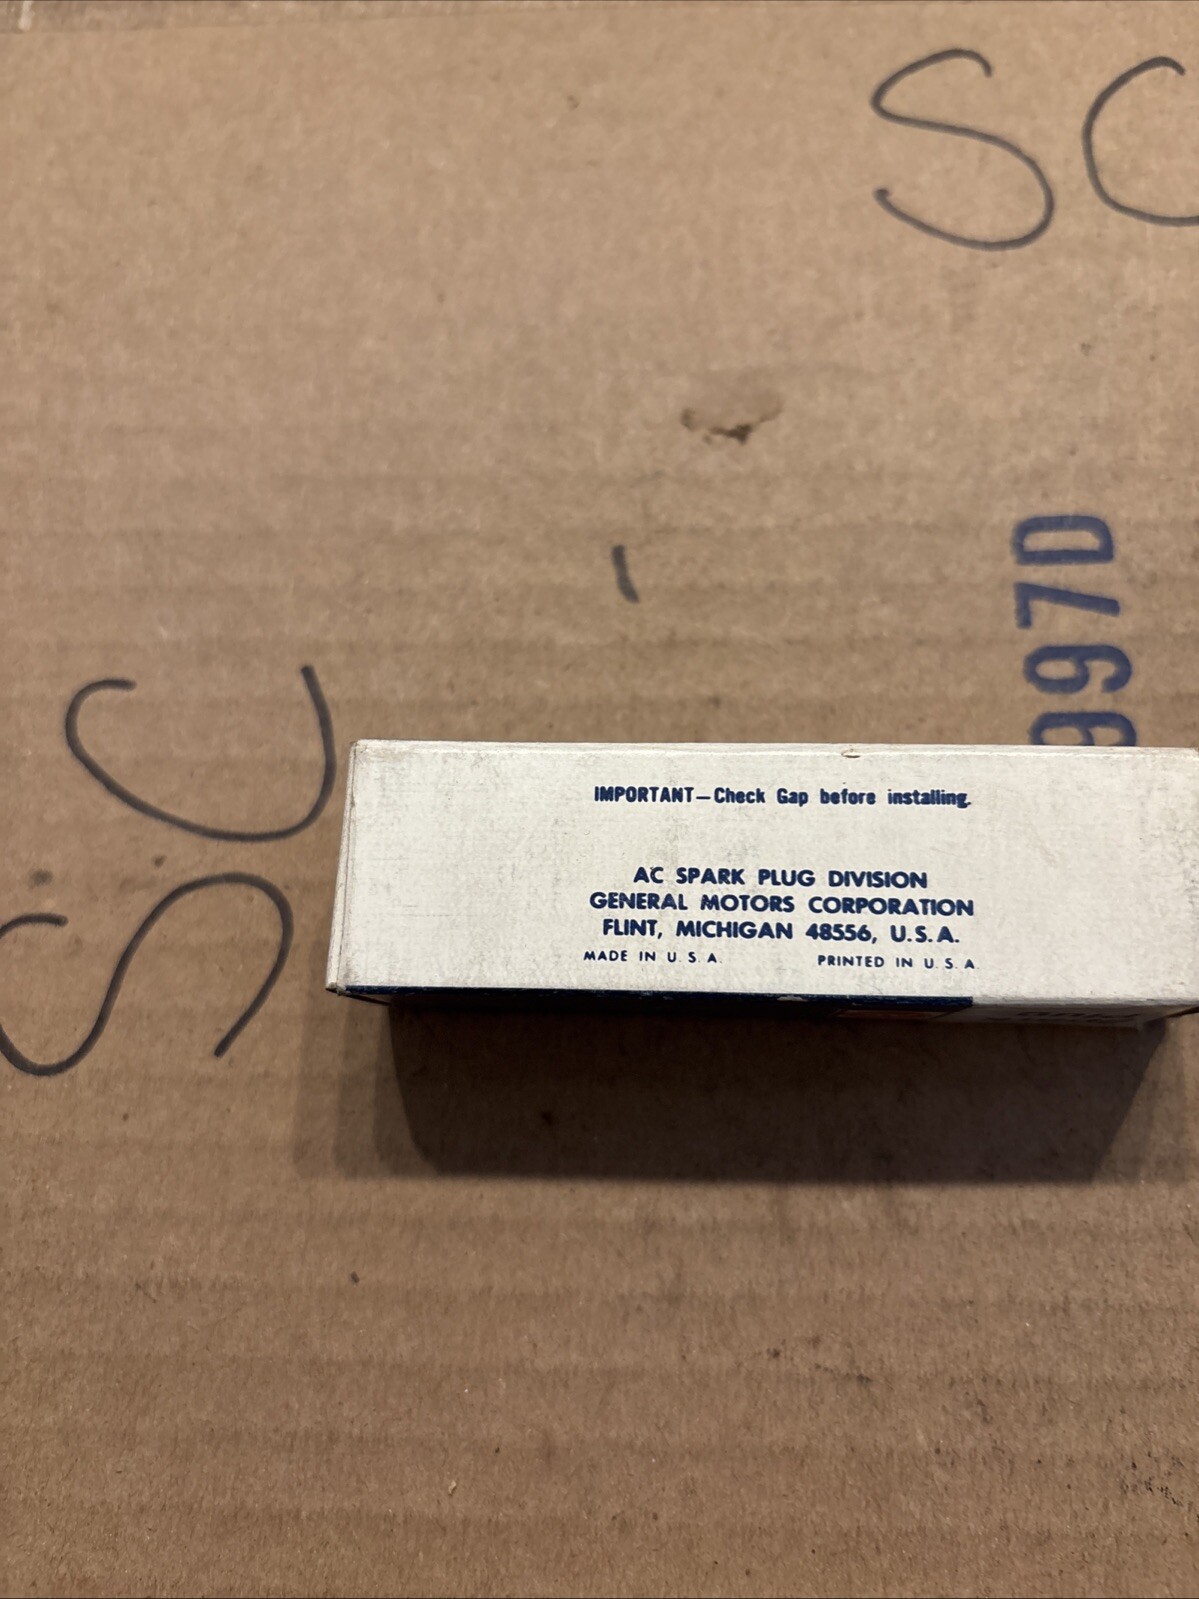 SC
997D
SC
IMPORTANT—Check Gap before installing.
AC SPARK PLUG DIVISION
GENERAL MOTORS CORPORATION
FLINT, MICHIGAN 48556, U.S.A.
MADE IN U.S.A. PRINTED IN U.S.A.